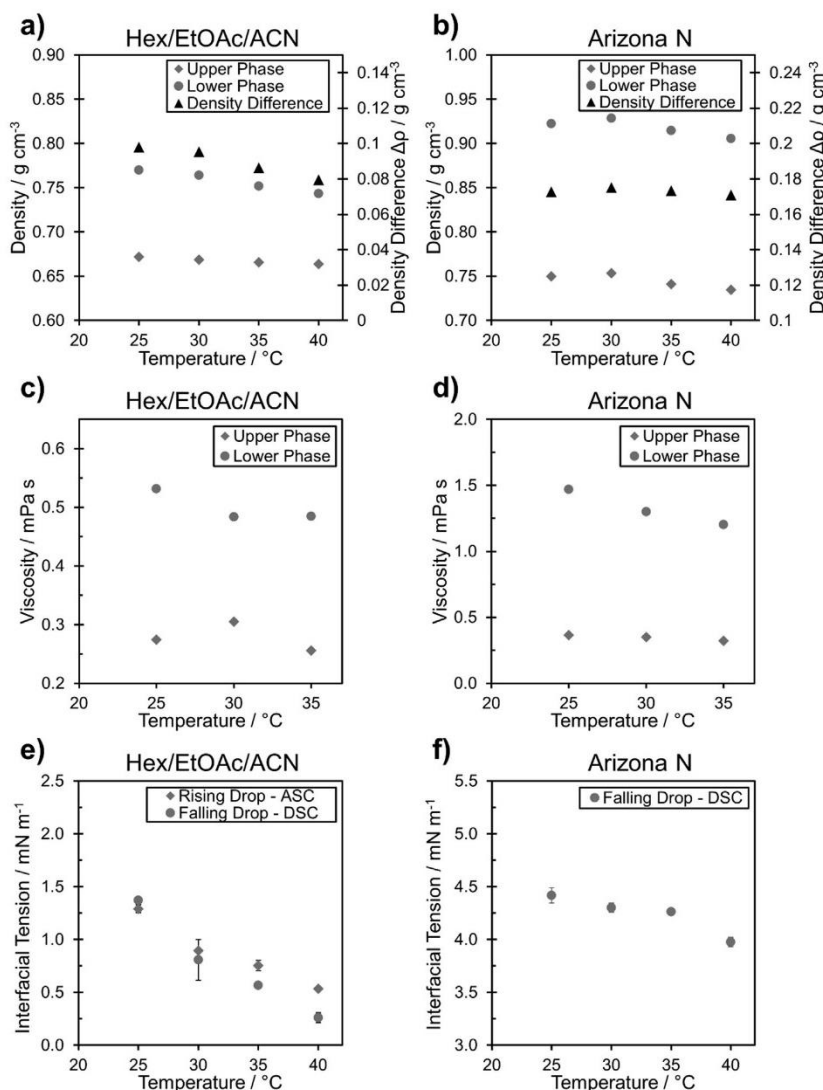 a)
Hex/EtOAc/ACN
Upper Phase
Lower Phase
Density Difference
0.90
0.85
0.80
0.75
0.70
0.65
0.60
Density / g cm-3
0.14
0.12
0.1
0.08
0.06
0.04
0.02
0
Density Difference Δρ / g cm-3
20 25 30 35 40
Temperature / °C
b)
Arizona N
Upper Phase
Lower Phase
Density Difference
1.00
0.95
0.90
0.85
0.80
0.75
0.70
Density / g cm-3
0.24
0.22
0.2
0.18
0.16
0.14
0.12
0.1
Density Difference Δρ / g cm-3
20 25 30 35 40
Temperature / °C
c)
Hex/EtOAc/ACN
Upper Phase
Lower Phase
0.6
0.5
0.4
0.3
0.2
Viscosity / mPa s
20 25 30 35
Temperature / °C
d)
Arizona N
Upper Phase
Lower Phase
2.0
1.5
1.0
0.5
0.0
Viscosity / mPa s
20 25 30 35
Temperature / °C
e)
Hex/EtOAc/ACN
Rising Drop - ASC
Falling Drop - DSC
2.5
2.0
1.5
1.0
0.5
0.0
Interfacial Tension / mN m-1
20 25 30 35 40
Temperature / °C
f)
Arizona N
Falling Drop - DSC
5.5
5.0
4.5
4.0
3.5
3.0
Interfacial Tension / mN m-1
20 25 30 35 40
Temperature / °C